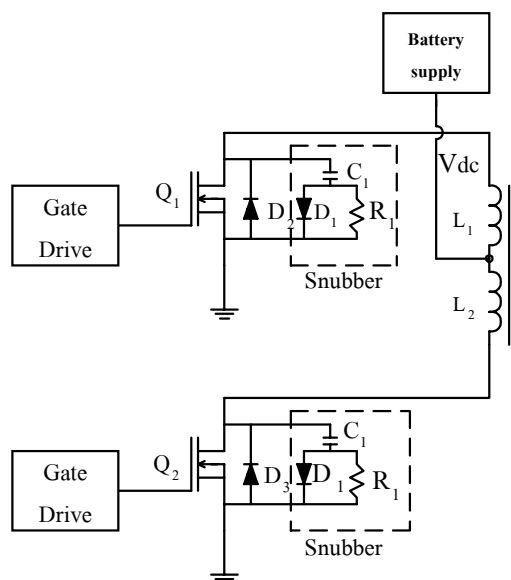 Battery
supply
Vdc
Gate
Drive
Q1
D2
D1
C1
R1
L1
Snubber
L2
Gate
Drive
Q2
D3
D1
C1
R1
Snubber